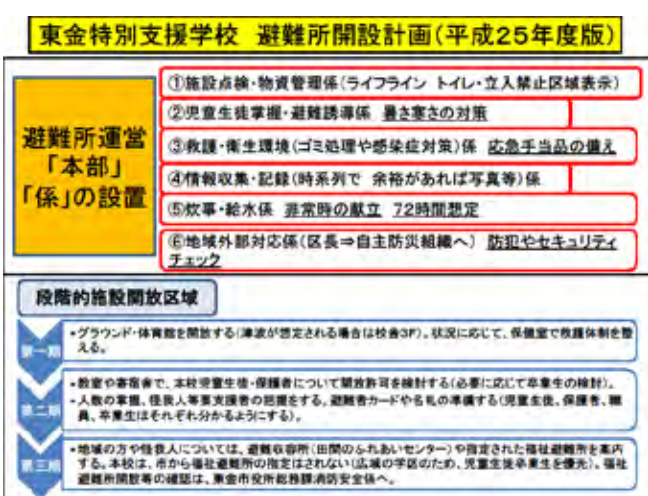 東金特別支援学校 避難所開設計画(平成25年度版)
避難所運営
「本部」
「係」の設置
①施設点検・物資管理係(ライフライン トイレ・立入禁止区域表示)
②児童生徒掌握・避難誘導係 暑さ寒さの対策
③救護・衛生環境(ゴミ処理や感染症対策)係 応急手当品の備え
④情報収集・記録(時系列で 余裕があれば写真等)係
⑤炊事・給水係 非常時の献立 72時間想定
⑥地域外部対応係(区長⇒自主防災組織へ) 防犯やセキュリティ
チェック
段階的施設開放区域
第一期
・グラウンド・体育館を開放する(津波が想定される場合は校舎3F)、状況に応じて、保健室で救護体制を整
える。
第二期
・教室や寄宿舎で、本校児童生徒・保護者について開放許可を検討する(必要に応じて卒業生の検討)。
・人数の掌握、怪我人等要支援者の把握をする。避難者カードや名札の準備する(児童生徒、保護者、職
員、卒業生はそれぞれ分かるようにする)。
第三期
・地域の方や怪我人については、避難収容所(田間のふれあいセンター)や指定された福祉避難所を案内
する。本校は、市から福祉避難所の指定はされない(広域の学区のため、児童生徒卒業生を優先)。福祉
避難所開設等の確認は、東金市役所総務課消防安全係へ。